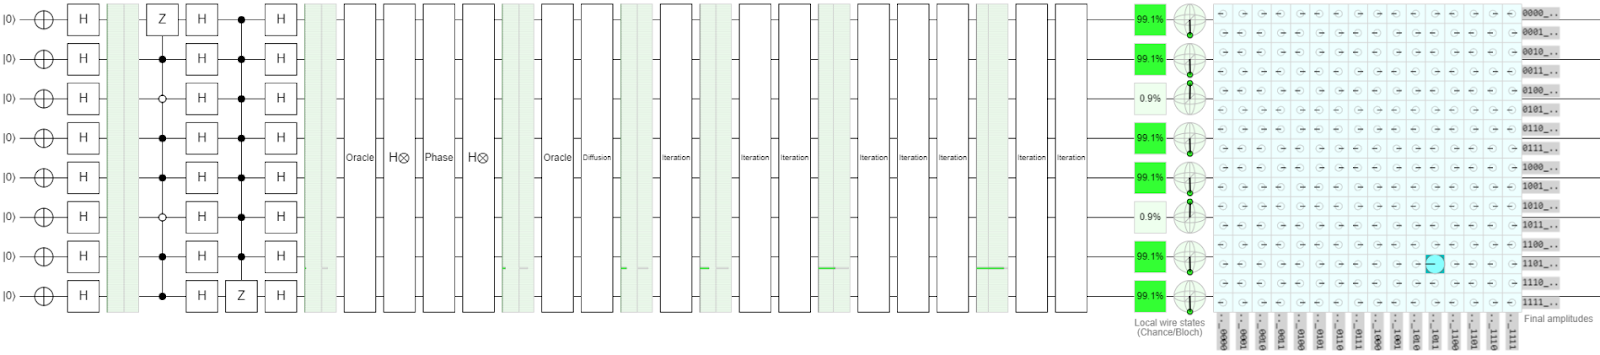 |0⟩ H Z H H 99.1% 0000_..
0001_..
|0⟩ H H H 99.1% 0010_..
0011_..
|0⟩ H H H 0.9% 0100_..
0101_..
|0⟩ H H H 99.1% 0110_..
0111_..
Oracle H⊗ Phase H⊗ Oracle Diffusion Iteration Iteration Iteration Iteration Iteration Iteration Iteration Iteration
|0⟩ H H H 99.1% 1000_..
1001_..
|0⟩ H H H 0.9% 1010_..
1011_..
|0⟩ H H H 99.1% 1100_..
1101_..
|0⟩ H H Z H 99.1% 1110_..
1111_..
Local wire states
(Chance/Bloch)
.._0000 .._0001 .._0010 .._0011 .._0100 .._0101 .._0110 .._0111 .._1000 .._1001 .._1010 .._1011 .._1100 .._1101 .._1110 .._1111
Final amplitudes